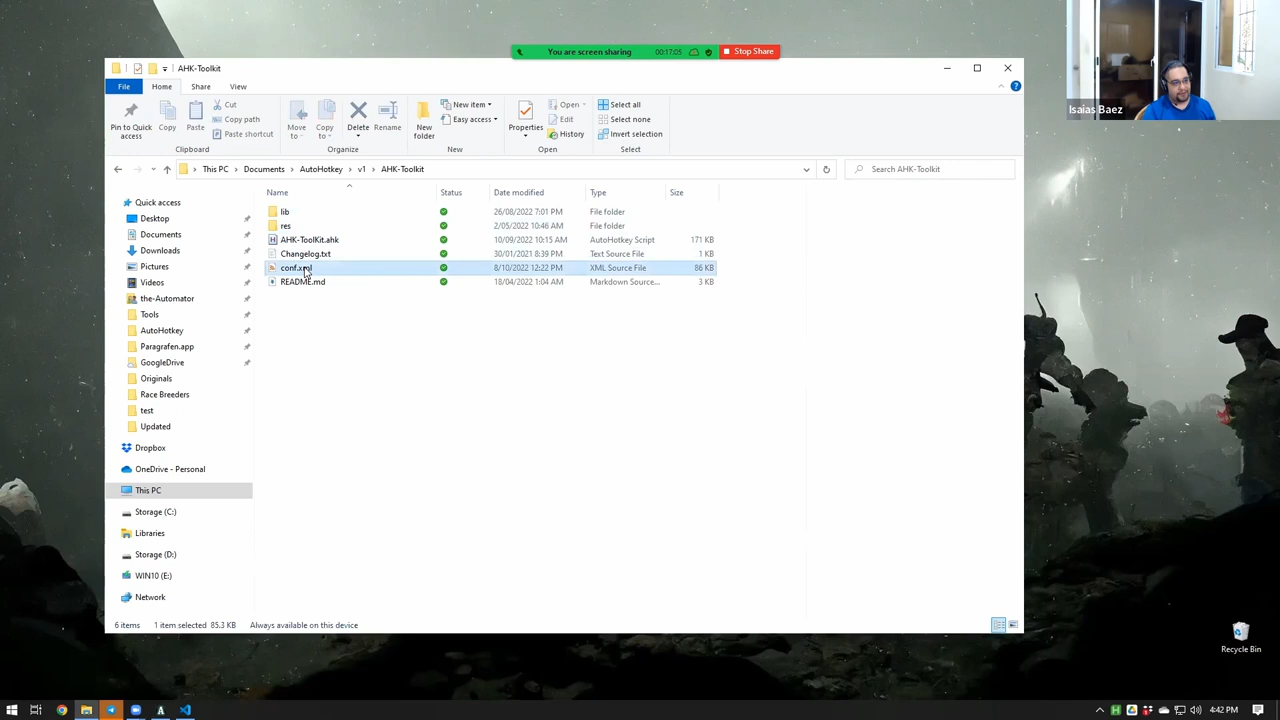 You are screen sharing 00:17:05 Stop Share
AHK-Toolkit
Isaias Baez
File Home Share View
Pin to Quick access
Copy
Paste
Cut
Copy path
Paste shortcut
Clipboard
Move to
Copy to
Delete
Rename
Organize
New folder
New item
Easy access
New
Properties
Open
Edit
History
Open
Select all
Select none
Invert selection
Select
This PC Documents AutoHotkey v1 AHK-Toolkit
Search AHK-Toolkit
Name Status Date modified Type Size
lib 26/08/2022 7:01 PM File folder
res 2/05/2022 10:46 AM File folder
AHK-ToolKit.ahk 10/09/2022 10:15 AM AutoHotkey Script 171 KB
Changelog.txt 30/01/2021 8:39 PM Text Source File 1 KB
conf.xml 8/10/2022 12:22 PM XML Source File 86 KB
README.md 18/04/2022 1:04 AM Markdown Source... 3 KB
Quick access
Desktop
Documents
Downloads
Pictures
Videos
the-Automator
Tools
AutoHotkey
Paragrafen.app
GoogleDrive
Originals
Race Breeders
test
Updated
Dropbox
OneDrive - Personal
This PC
Storage (C:)
Libraries
Storage (D:)
WIN10 (E:)
Network
6 items 1 item selected 85.3 KB Always available on this device
Recycle Bin
4:42 PM